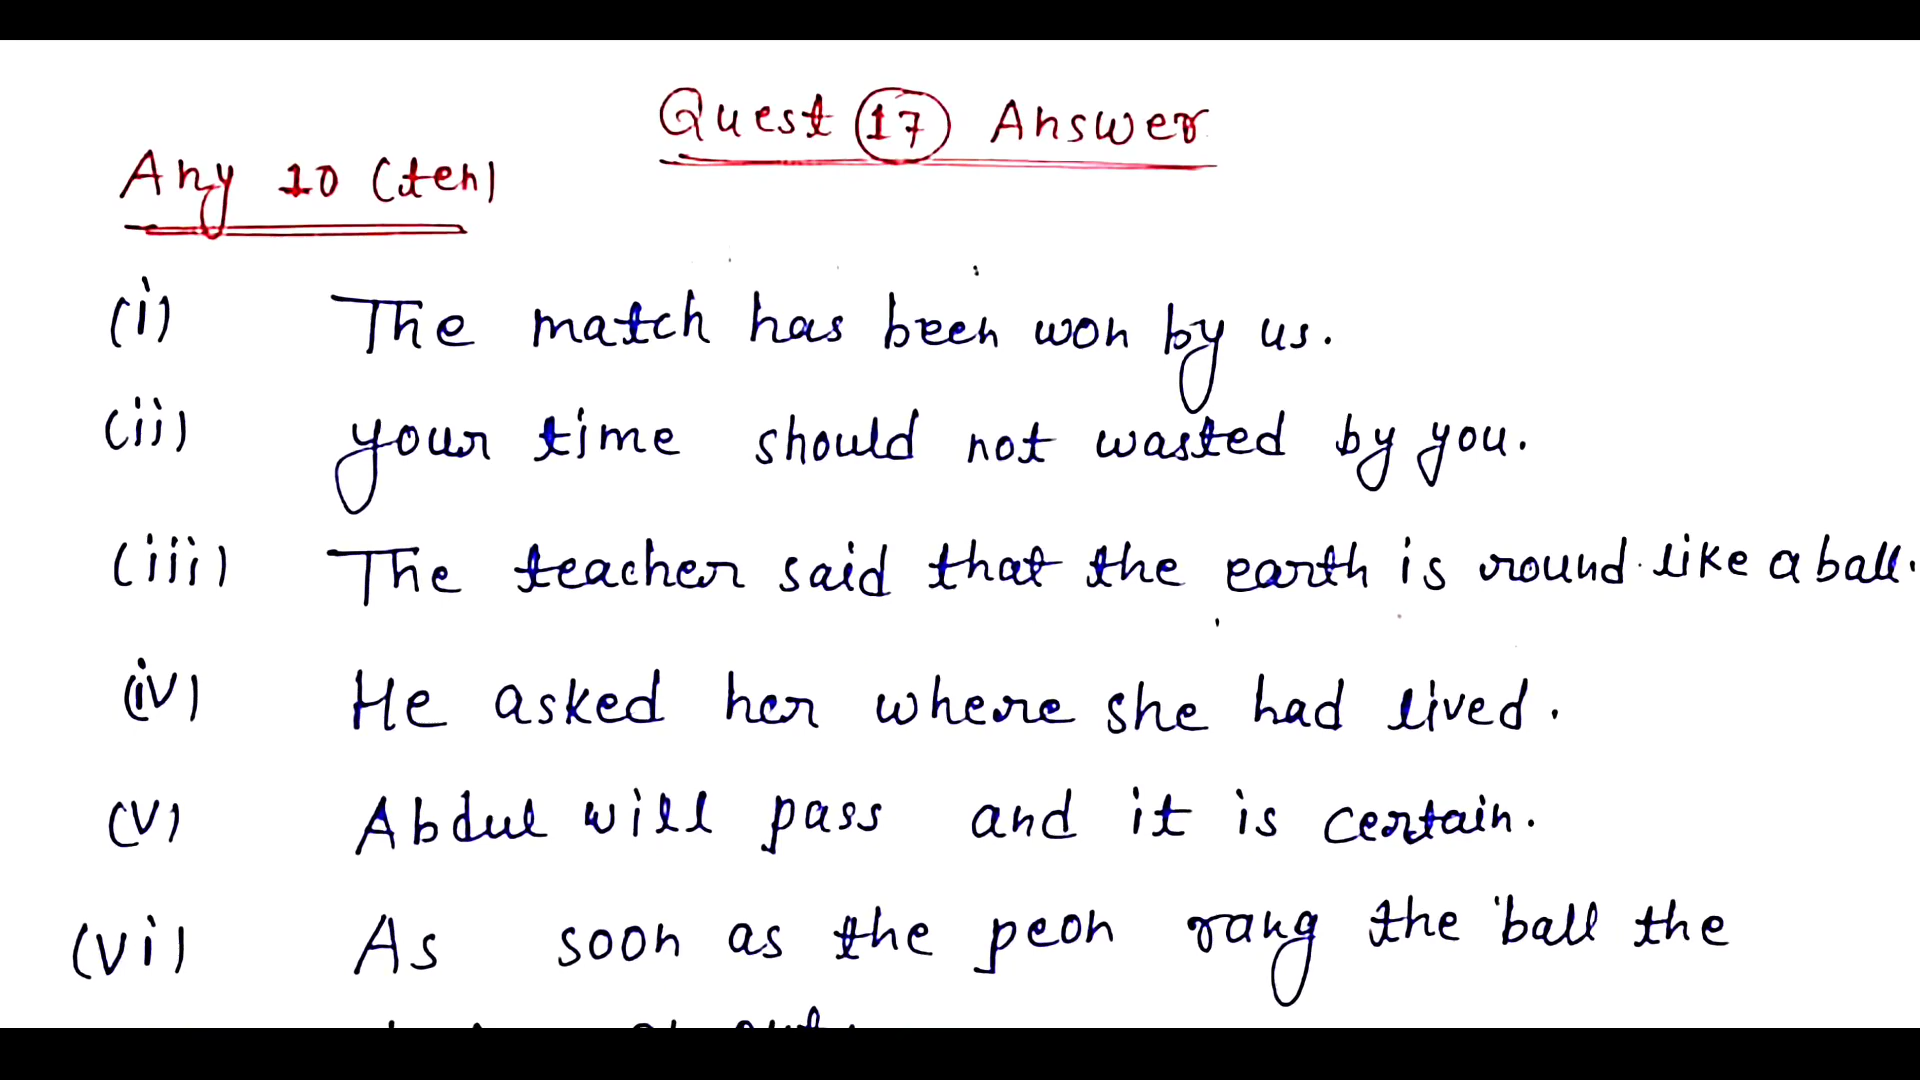 Quest 17 Answer
Any 10 (ten)
(i) The match has been won by us.
(ii) your time should not wasted by you.
(iii) The teacher said that the earth is round like a ball.
(iv) He asked her where she had lived.
(v) Abdul will pass and it is certain.
(vi) As soon as the peon rang the ball the